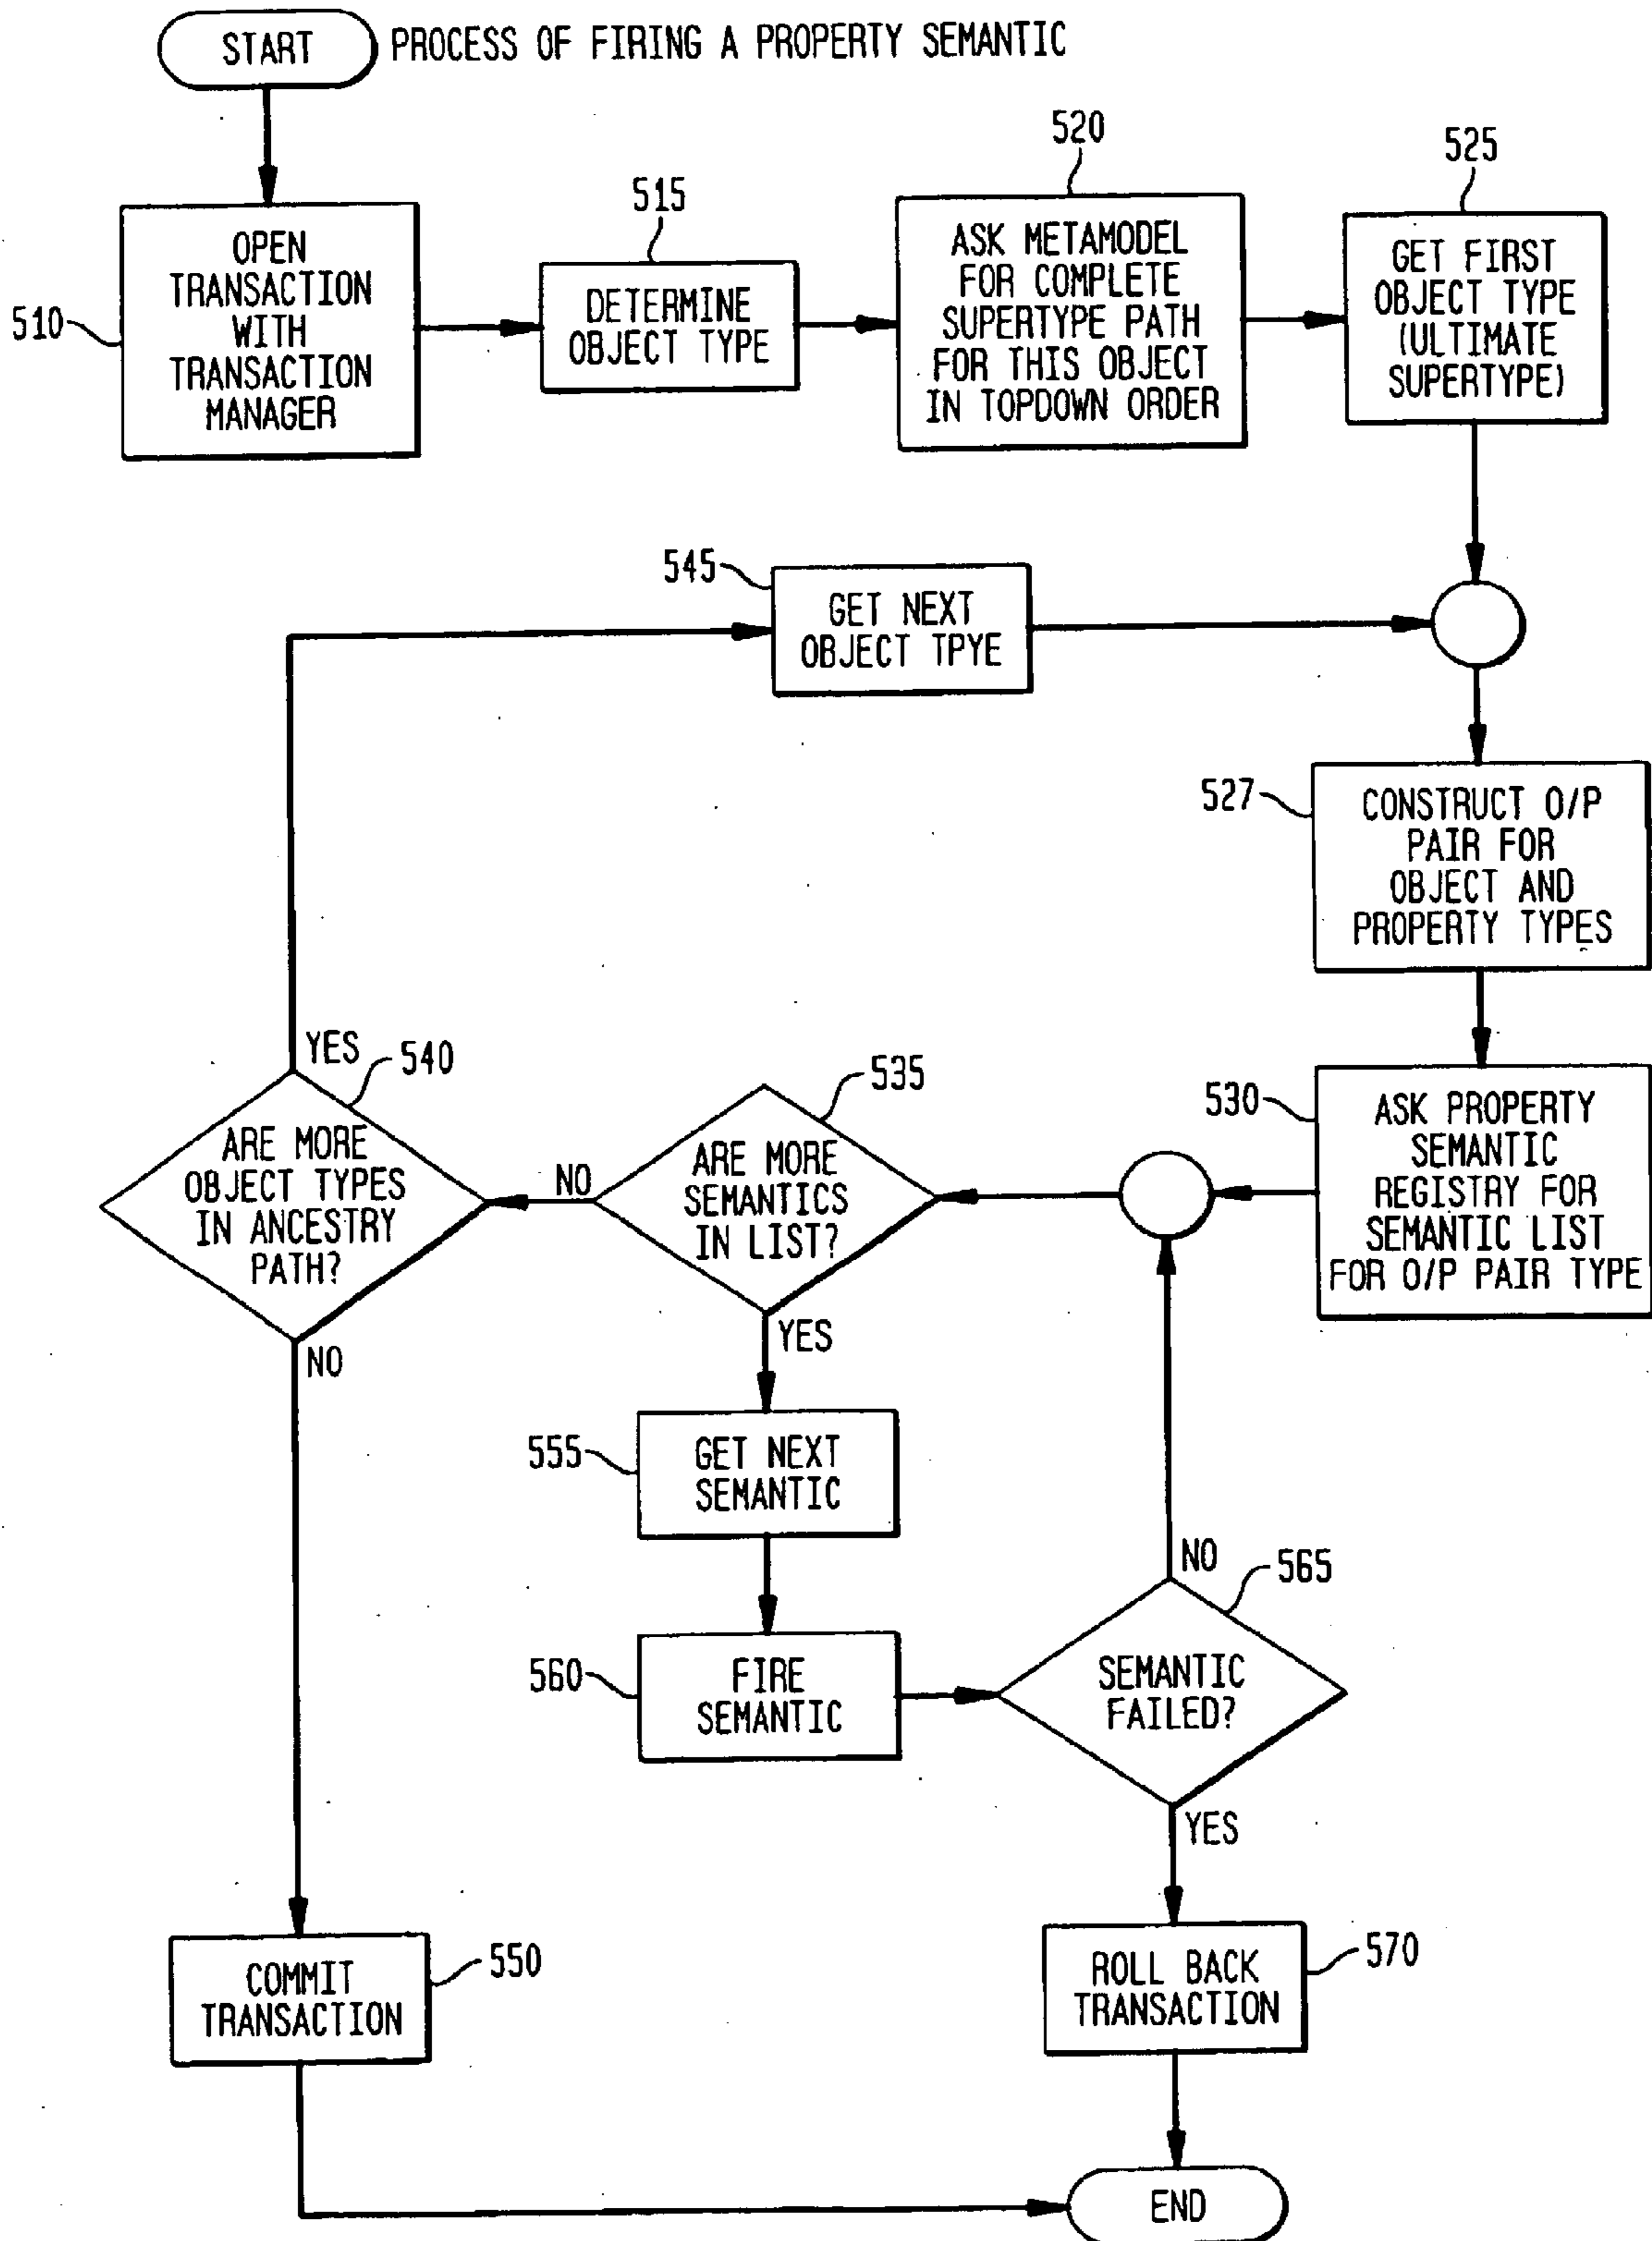 START
PROCESS OF FIRING A PROPERTY SEMANTIC
510
OPEN
TRANSACTION
WITH
TRANSACTION
MANAGER
515
DETERMINE
OBJECT TYPE
520
ASK METAMODEL
FOR COMPLETE
SUPERTYPE PATH
FOR THIS OBJECT
IN TOPDOWN ORDER
525
GET FIRST
OBJECT TYPE
(ULTIMATE
SUPERTYPE)
545
GET NEXT
OBJECT TPYE
527
CONSTRUCT O/P
PAIR FOR
OBJECT AND
PROPERTY TYPES
530
ASK PROPERTY
SEMANTIC
REGISTRY FOR
SEMANTIC LIST
FOR O/P PAIR TYPE
535
ARE MORE
SEMANTICS
IN LIST?
NO
YES
540
ARE MORE
OBJECT TYPES
IN ANCESTRY
PATH?
YES
NO
555
GET NEXT
SEMANTIC
560
FIRE
SEMANTIC
565
SEMANTIC
FAILED?
NO
YES
550
COMMIT
TRANSACTION
570
ROLL BACK
TRANSACTION
END